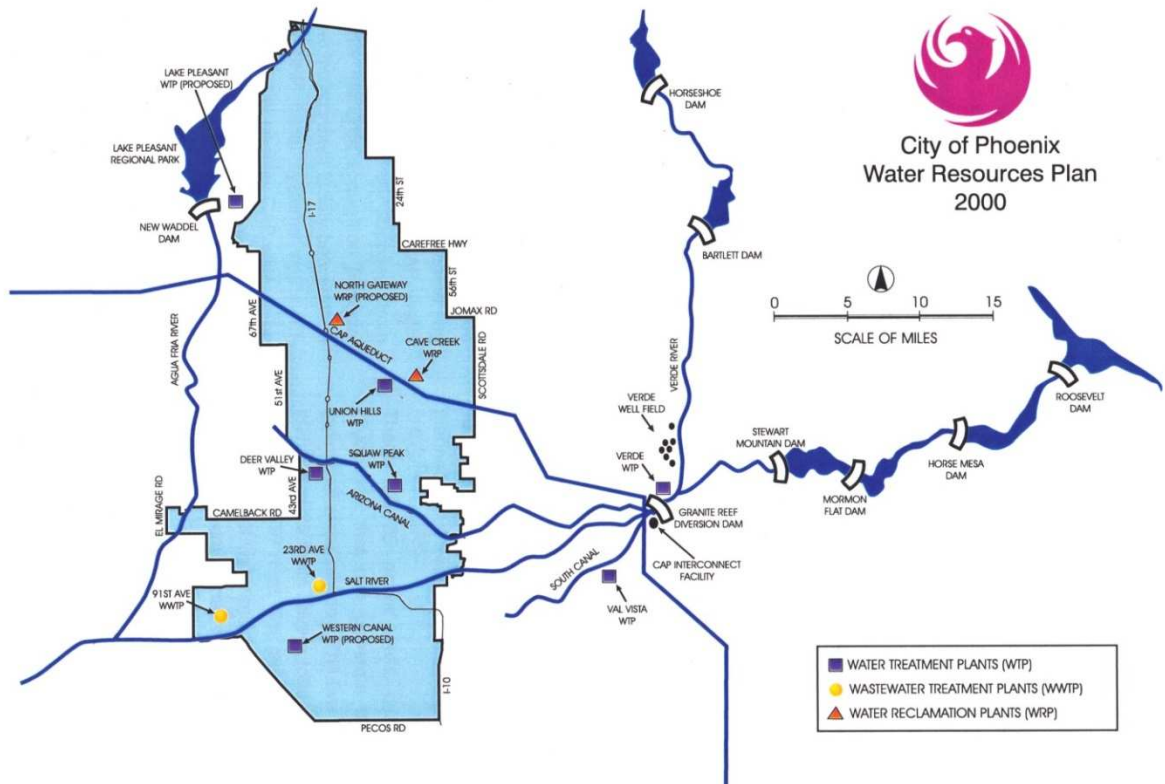 City of Phoenix
Water Resources Plan
2000
LAKE PLEASANT
WTP (PROPOSED)
LAKE PLEASANT
REGIONAL PARK
NEW WADDEL
DAM
I-17
24th ST
CAREFREE HWY
56th ST
JOMAX RD
67th AVE
NORTH GATEWAY
WRP (PROPOSED)
CAP AQUEDUCT
CAVE CREEK
WRP
SCOTTSDALE RD
AGUA FRIA RIVER
51st AVE
UNION HILLS
WTP
DEER VALLEY
WTP
SQUAW PEAK
WTP
43rd AVE
ARIZONA CANAL
EL MIRAGE RD
CAMELBACK RD
23RD AVE
WWTP
SALT RIVER
91ST AVE
WWTP
WESTERN CANAL
WTP (PROPOSED)
I-10
PECOS RD
HORSESHOE
DAM
BARTLETT DAM
0 5 10 15
SCALE OF MILES
VERDE RIVER
VERDE
WELL FIELD
VERDE
WTP
STEWART
MOUNTAIN DAM
MORMON
FLAT DAM
HORSE MESA
DAM
ROOSEVELT
DAM
GRANITE REEF
DIVERSION DAM
CAP INTERCONNECT
FACILITY
SOUTH CANAL
VAL VISTA
WTP
WATER TREATMENT PLANTS (WTP)
WASTEWATER TREATMENT PLANTS (WWTP)
WATER RECLAMATION PLANTS (WRP)